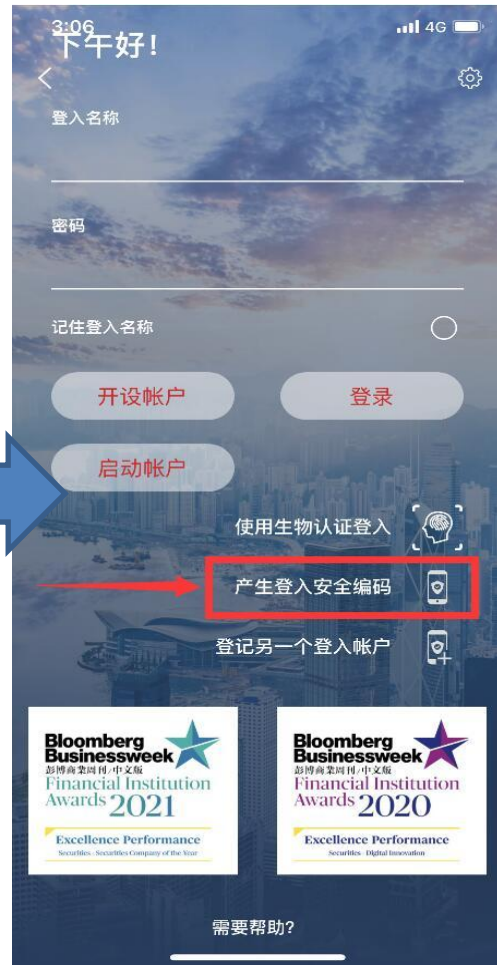 3:06
4G
下午好!
登入名称
密码
记住登入名称
开设帐户
登录
启动帐户
使用生物认证登入
产生登入安全编码
登记另一个登入帐户
Bloomberg
Businessweek
彭博商業周刊/中文版
Financial Institution
Awards 2021
Excellence Performance
Securities - Securities Company of the Year
Bloomberg
Businessweek
彭博商業周刊/中文版
Financial Institution
Awards 2020
Excellence Performance
Securities - Digital Innovation
需要帮助?